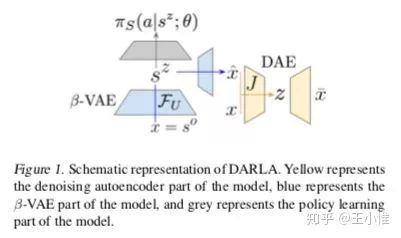 π_S(a|s^z; θ)
s^z
x̂
DAE
J
z
x̄
β-VAE
F_U
x
x = s^o
Figure 1. Schematic representation of DARLA. Yellow represents
the denoising autoencoder part of the model, blue represents the
β-VAE part of the model, and grey represents the policy learning
part of the model.
知乎 @王小惟